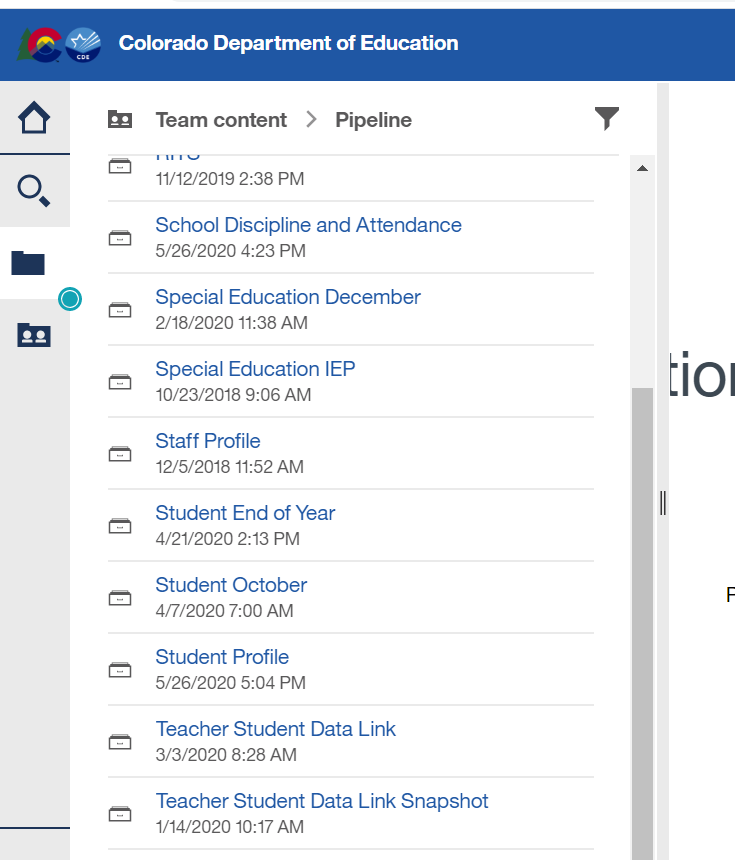 CDE
Colorado Department of Education
Team content > Pipeline
11/12/2019 2:38 PM
School Discipline and Attendance
5/26/2020 4:23 PM
Special Education December
2/18/2020 11:38 AM
Special Education IEP
10/23/2018 9:06 AM
Staff Profile
12/5/2018 11:52 AM
Student End of Year
4/21/2020 2:13 PM
Student October
4/7/2020 7:00 AM
Student Profile
5/26/2020 5:04 PM
Teacher Student Data Link
3/3/2020 8:28 AM
Teacher Student Data Link Snapshot
1/14/2020 10:17 AM